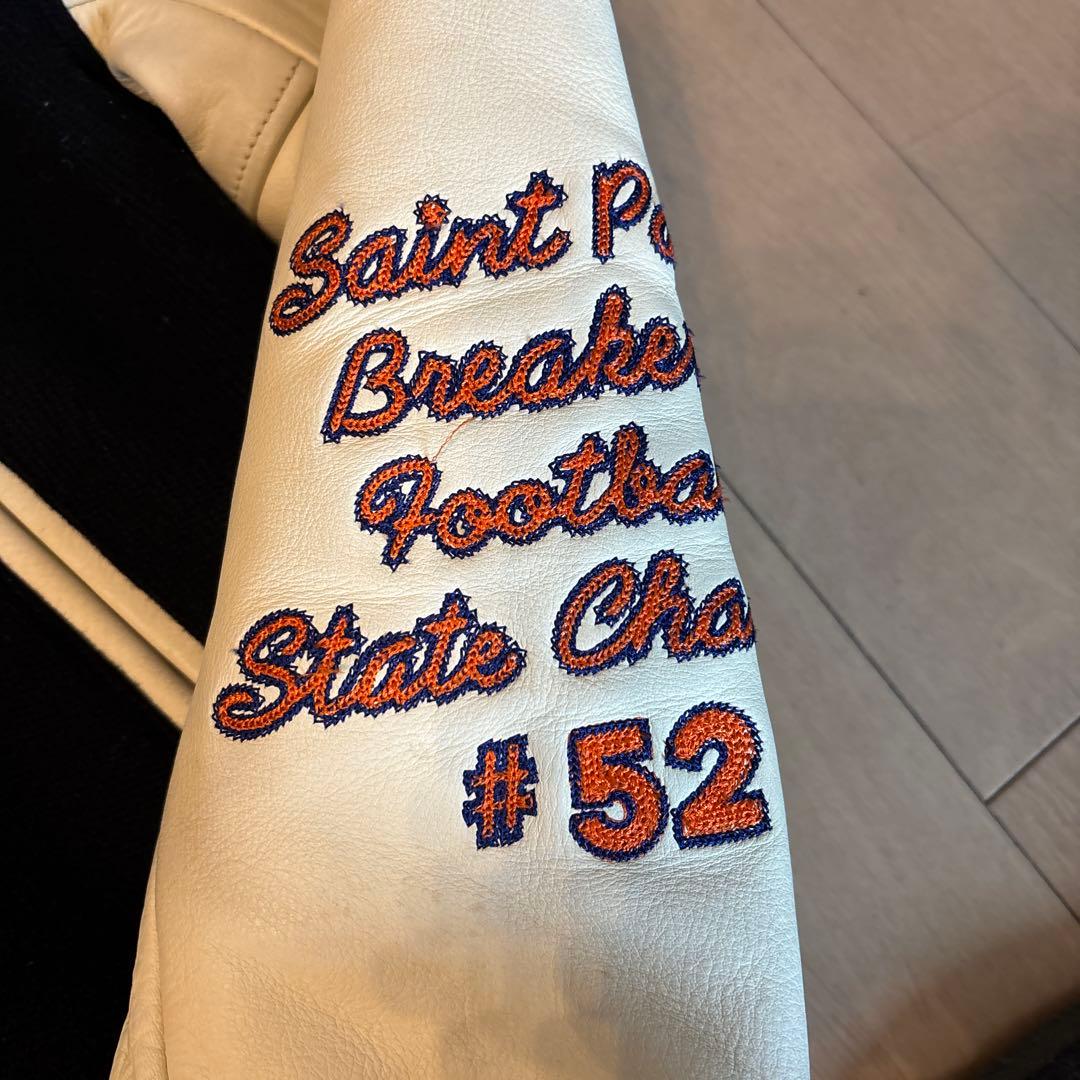 Saint
Breake
Footba
State Cha
#52